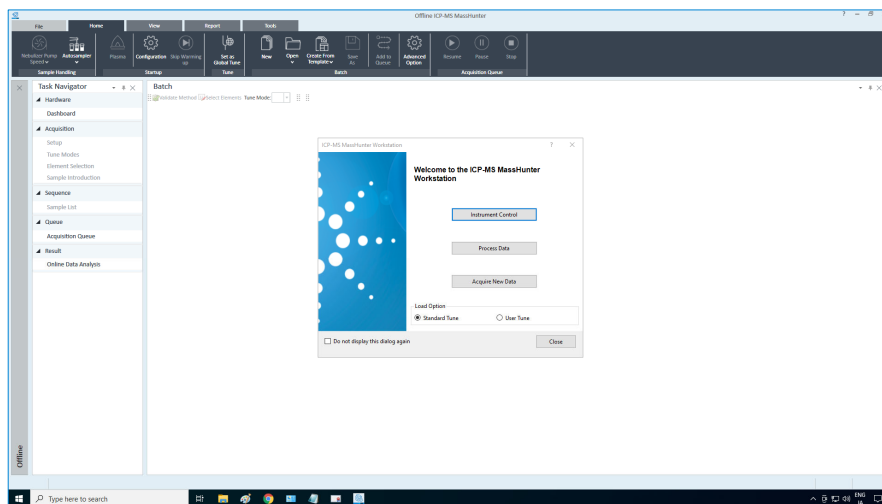 Offline ICP-MS MassHunter
File Home View Report Tools
Nebulizer Pump Speed Autosampler Plasma Configuration Skip Warming up Set as Global Tune New Open Create From Template Save As Add to Queue Advanced Option Resume Pause Stop
Sample Handling Startup Tune Batch Acquisition Queue
Task Navigator
Hardware
Dashboard
Acquisition
Setup
Tune Modes
Element Selection
Sample Introduction
Sequence
Sample List
Queue
Acquisition Queue
Result
Online Data Analysis
Batch
Validate Method Select Elements Tune Mode:
ICP-MS MassHunter Workstation
Welcome to the ICP-MS MassHunter
Workstation
Instrument Control
Process Data
Acquire New Data
Load Option
Standard Tune User Tune
Do not display this dialog again Close
Offline
Type here to search
ENG
IA